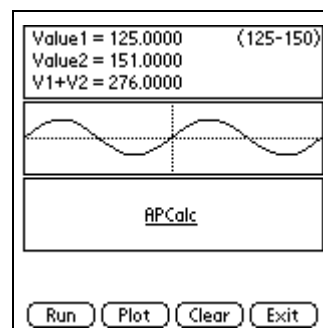 Value1 = 125.0000 (125-150)
Value2 = 151.0000
V1+V2 = 276.0000
APCalc
Run Plot Clear Exit